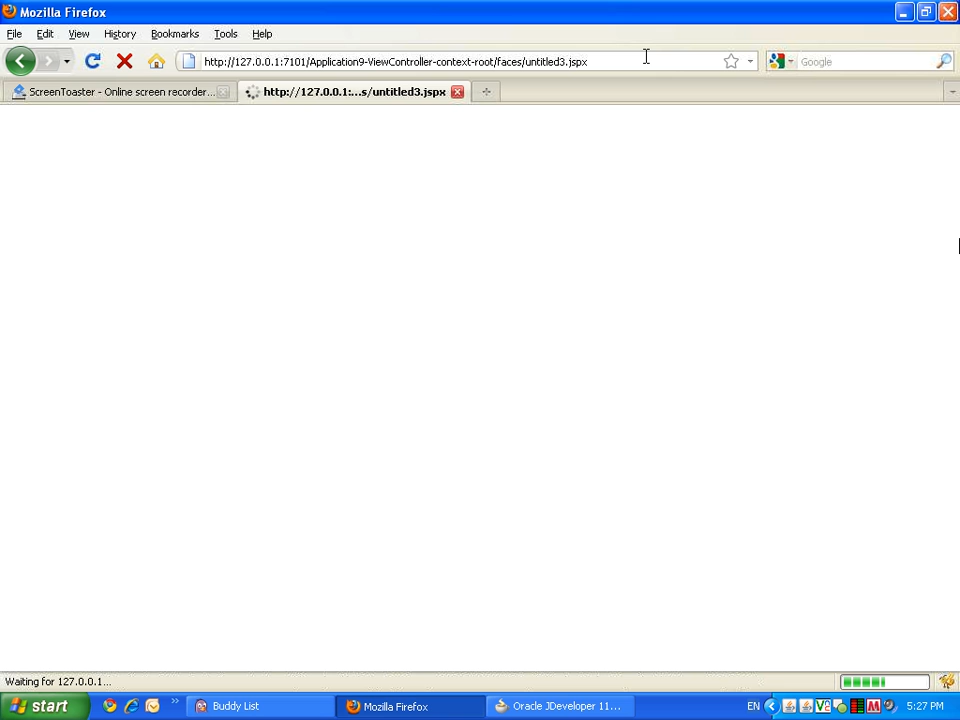 Mozilla Firefox
File Edit View History Bookmarks Tools Help
http://127.0.0.1:7101/Application9-ViewController-context-root/faces/untitled3.jspx
Google
ScreenToaster - Online screen recorder...
http://127.0.0.1:...s/untitled3.jspx
Waiting for 127.0.0.1...
start
Buddy List
Mozilla Firefox
Oracle JDeveloper 11...
EN
5:27 PM